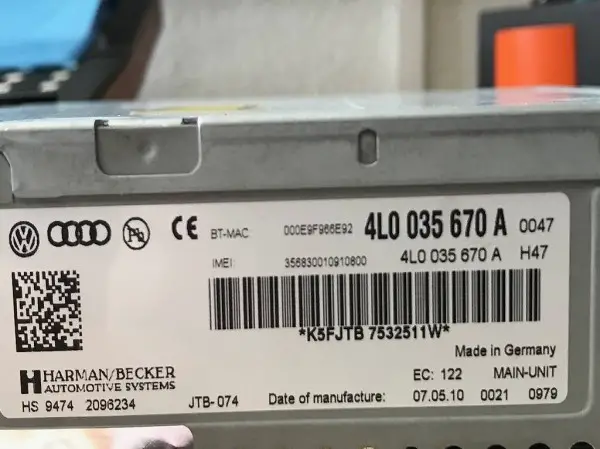 CE BT-MAC 000E9F966E92 4L0 035 670 A 0047
IMEI: 356830010910800 4L0 035 670 A H47
*K5FJTB 7532511W*
Made in Germany
HARMAN/BECKER
AUTOMOTIVE SYSTEMS
EC: 122 MAIN-UNIT
HS 9474 2096234 JTB-074 Date of manufacture: 07.05.10 0021 0979